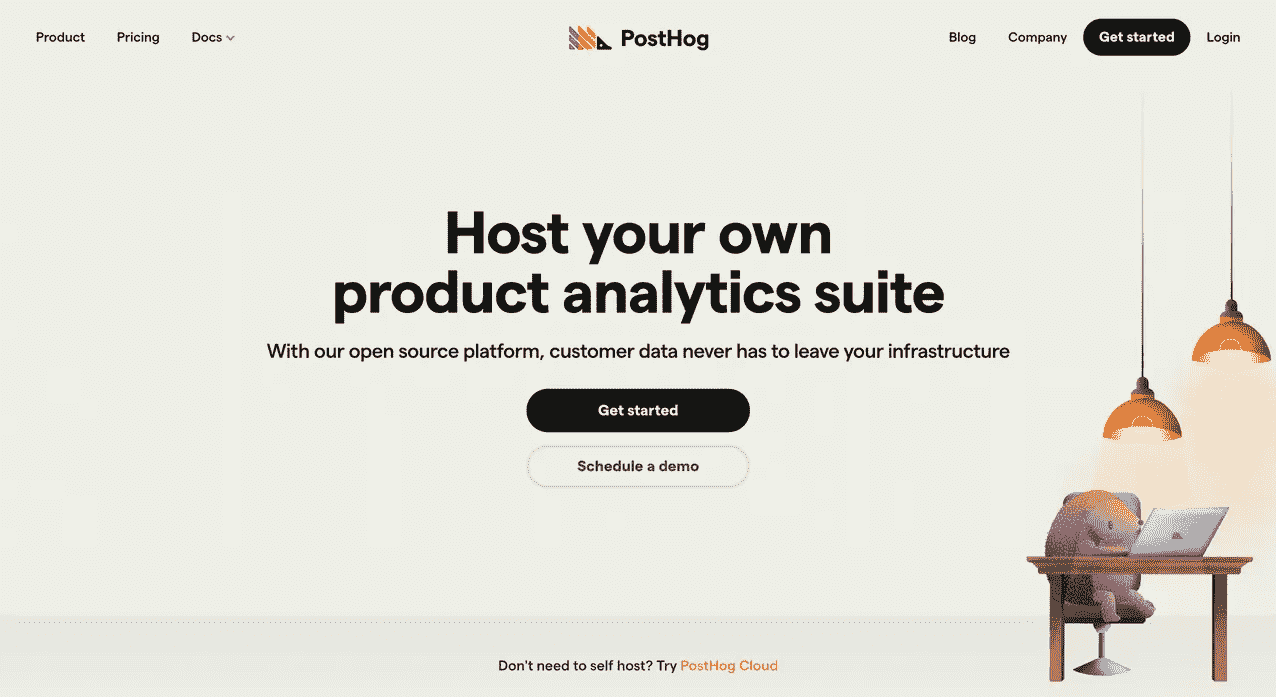 Product Pricing Docs PostHog Blog Company Get started Login
Host your own
product analytics suite
With our open source platform, customer data never has to leave your infrastructure
Get started
Schedule a demo
Don't need to self host? Try PostHog Cloud